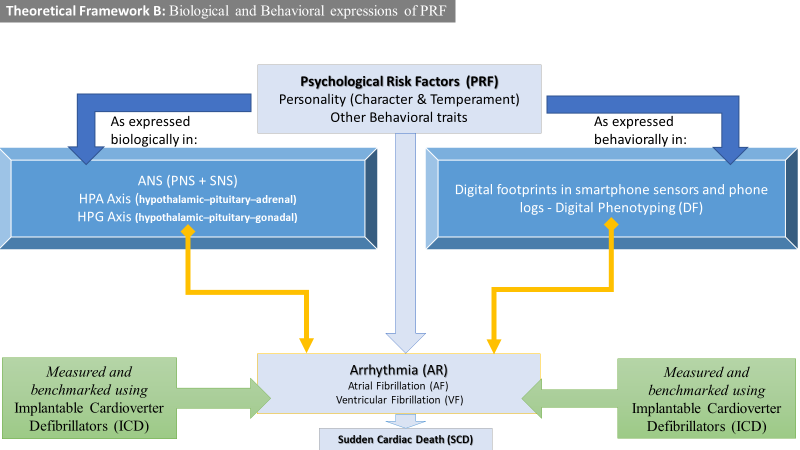 Theoretical Framework B: Biological and Behavioral expressions of PRF
Psychological Risk Factors (PRF)
Personality (Character & Temperament)
Other Behavioral traits
As expressed
biologically in:
As expressed
behaviorally in:
ANS (PNS + SNS)
HPA Axis (hypothalamic–pituitary–adrenal)
HPG Axis (hypothalamic–pituitary–gonadal)
Digital footprints in smartphone sensors and phone
logs - Digital Phenotyping (DF)
Measured and
benchmarked using
Implantable Cardioverter
Defibrillators (ICD)
Arrhythmia (AR)
Atrial Fibrillation (AF)
Ventricular Fibrillation (VF)
Measured and
benchmarked using
Implantable Cardioverter
Defibrillators (ICD)
Sudden Cardiac Death (SCD)